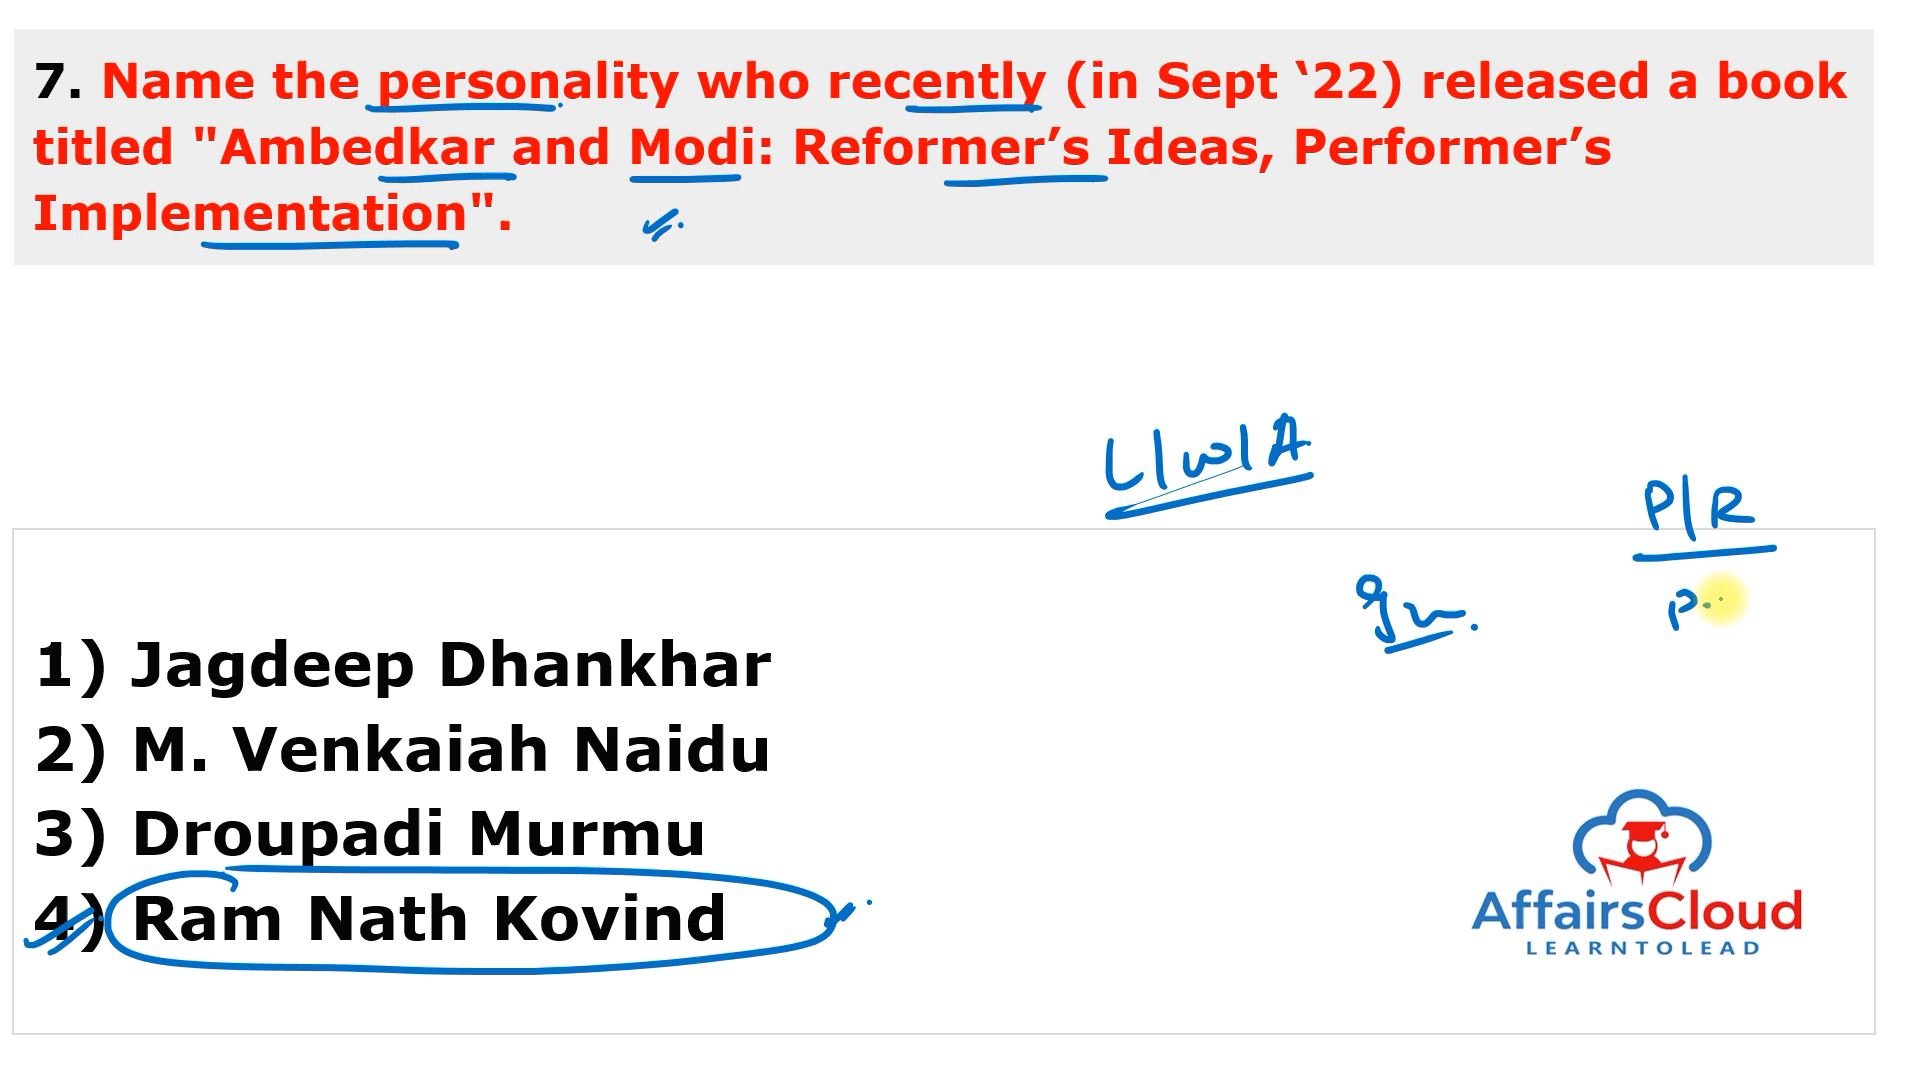 7. Name the personality who recently (in Sept ‘22) released a book
titled "Ambedkar and Modi: Reformer’s Ideas, Performer’s
Implementation".
L|W|A
P|R
P
1) Jagdeep Dhankhar
2) M. Venkaiah Naidu
3) Droupadi Murmu
4) Ram Nath Kovind
AffairsCloud
LEARNTOLEAD